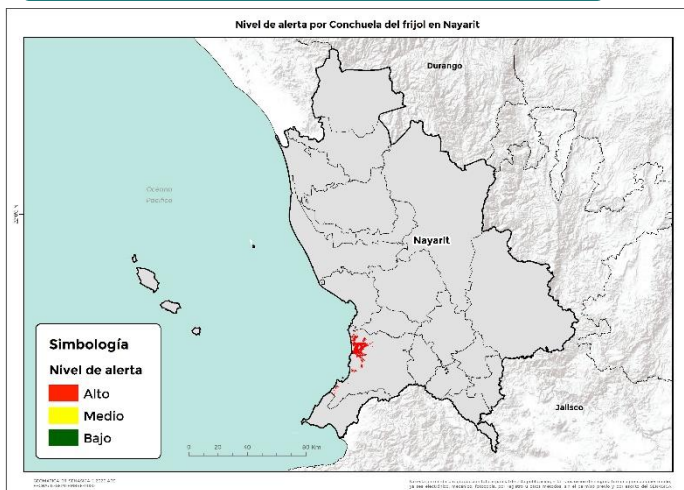 Nivel de alerta por Conchuela del frijol en Nayarit
Durango
Océano
Pacífico
Nayarit
Simbología
Nivel de alerta
Alto
Medio
Bajo
Jalisco
0 20 40 80 Km